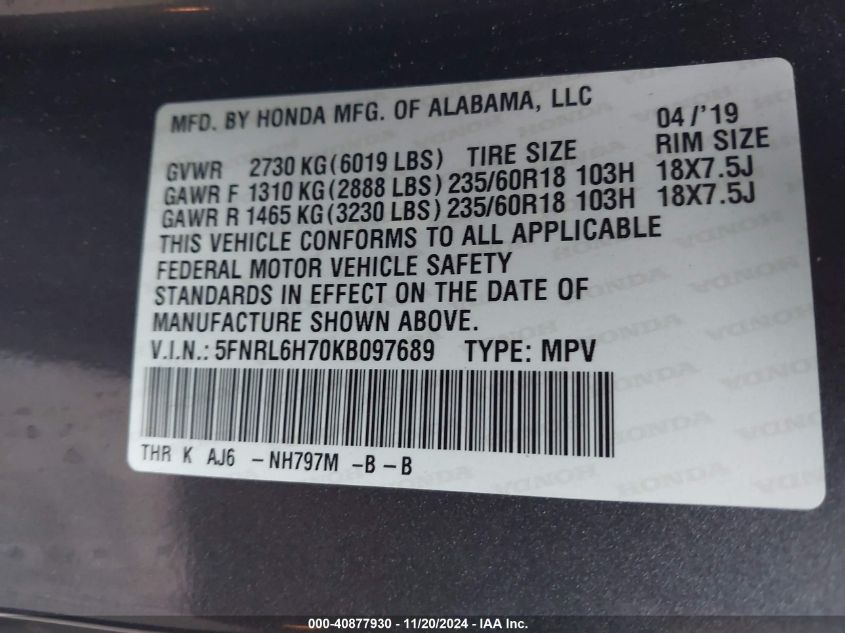 MFD. BY HONDA MFG. OF ALABAMA, LLC 04/'19
GVWR 2730 KG(6019 LBS) TIRE SIZE RIM SIZE
GAWR F 1310 KG(2888 LBS) 235/60R18 103H 18X7.5J
GAWR R 1465 KG(3230 LBS) 235/60R18 103H 18X7.5J
THIS VEHICLE CONFORMS TO ALL APPLICABLE
FEDERAL MOTOR VEHICLE SAFETY
STANDARDS IN EFFECT ON THE DATE OF
MANUFACTURE SHOWN ABOVE.
V.I.N.: 5FNRL6H70KB097689 TYPE: MPV
THR K AJ6 -NH797M -B-B
000-40877930 - 11/20/2024 - IAA Inc.